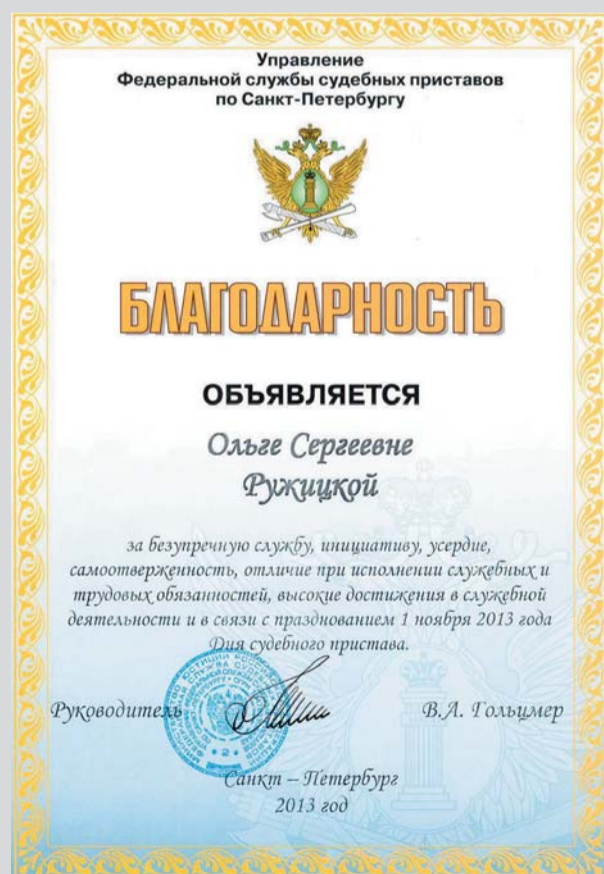 Управление
Федеральной службы судебных приставов
по Санкт-Петербургу
БЛАГОДАРНОСТЬ
ОБЪЯВЛЯЕТСЯ
Ольге Сергеевне
Ружицкой
за безупречную службу, инициативу, усердие,
самоотверженность, отличие при исполнении служебных и
трудовых обязанностей, высокие достижения в служебной
деятельности и в связи с празднованием 1 ноября 2013 года
Дня судебного пристава.
Руководитель В.А. Гольцмер
Санкт – Петербург
2013 год